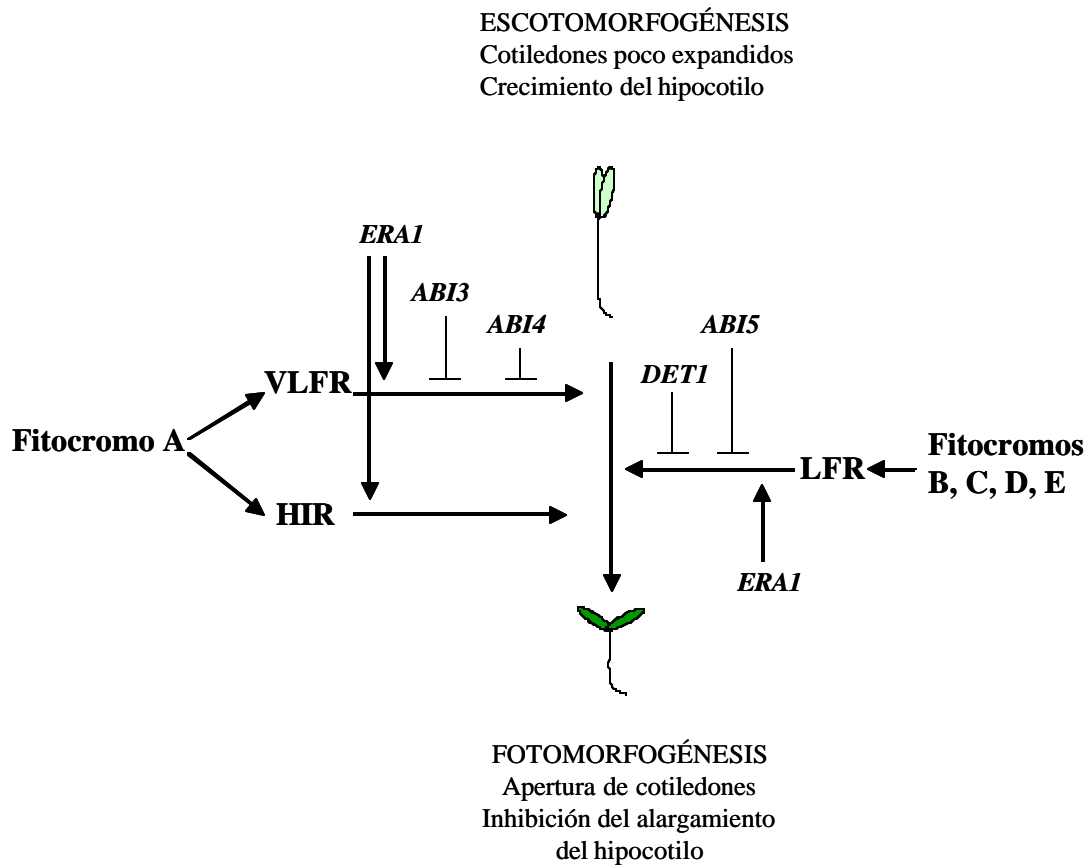 ESCOTOMORFOGÉNESIS
Cotiledones poco expandidos
Crecimiento del hipocotilo
ERA1
ABI3
ABI4
ABI5
DET1
VLFR
Fitocromo A
HIR
LFR
Fitocromos
B, C, D, E
ERA1
FOTOMORFOGÉNESIS
Apertura de cotiledones
Inhibición del alargamiento
del hipocotilo